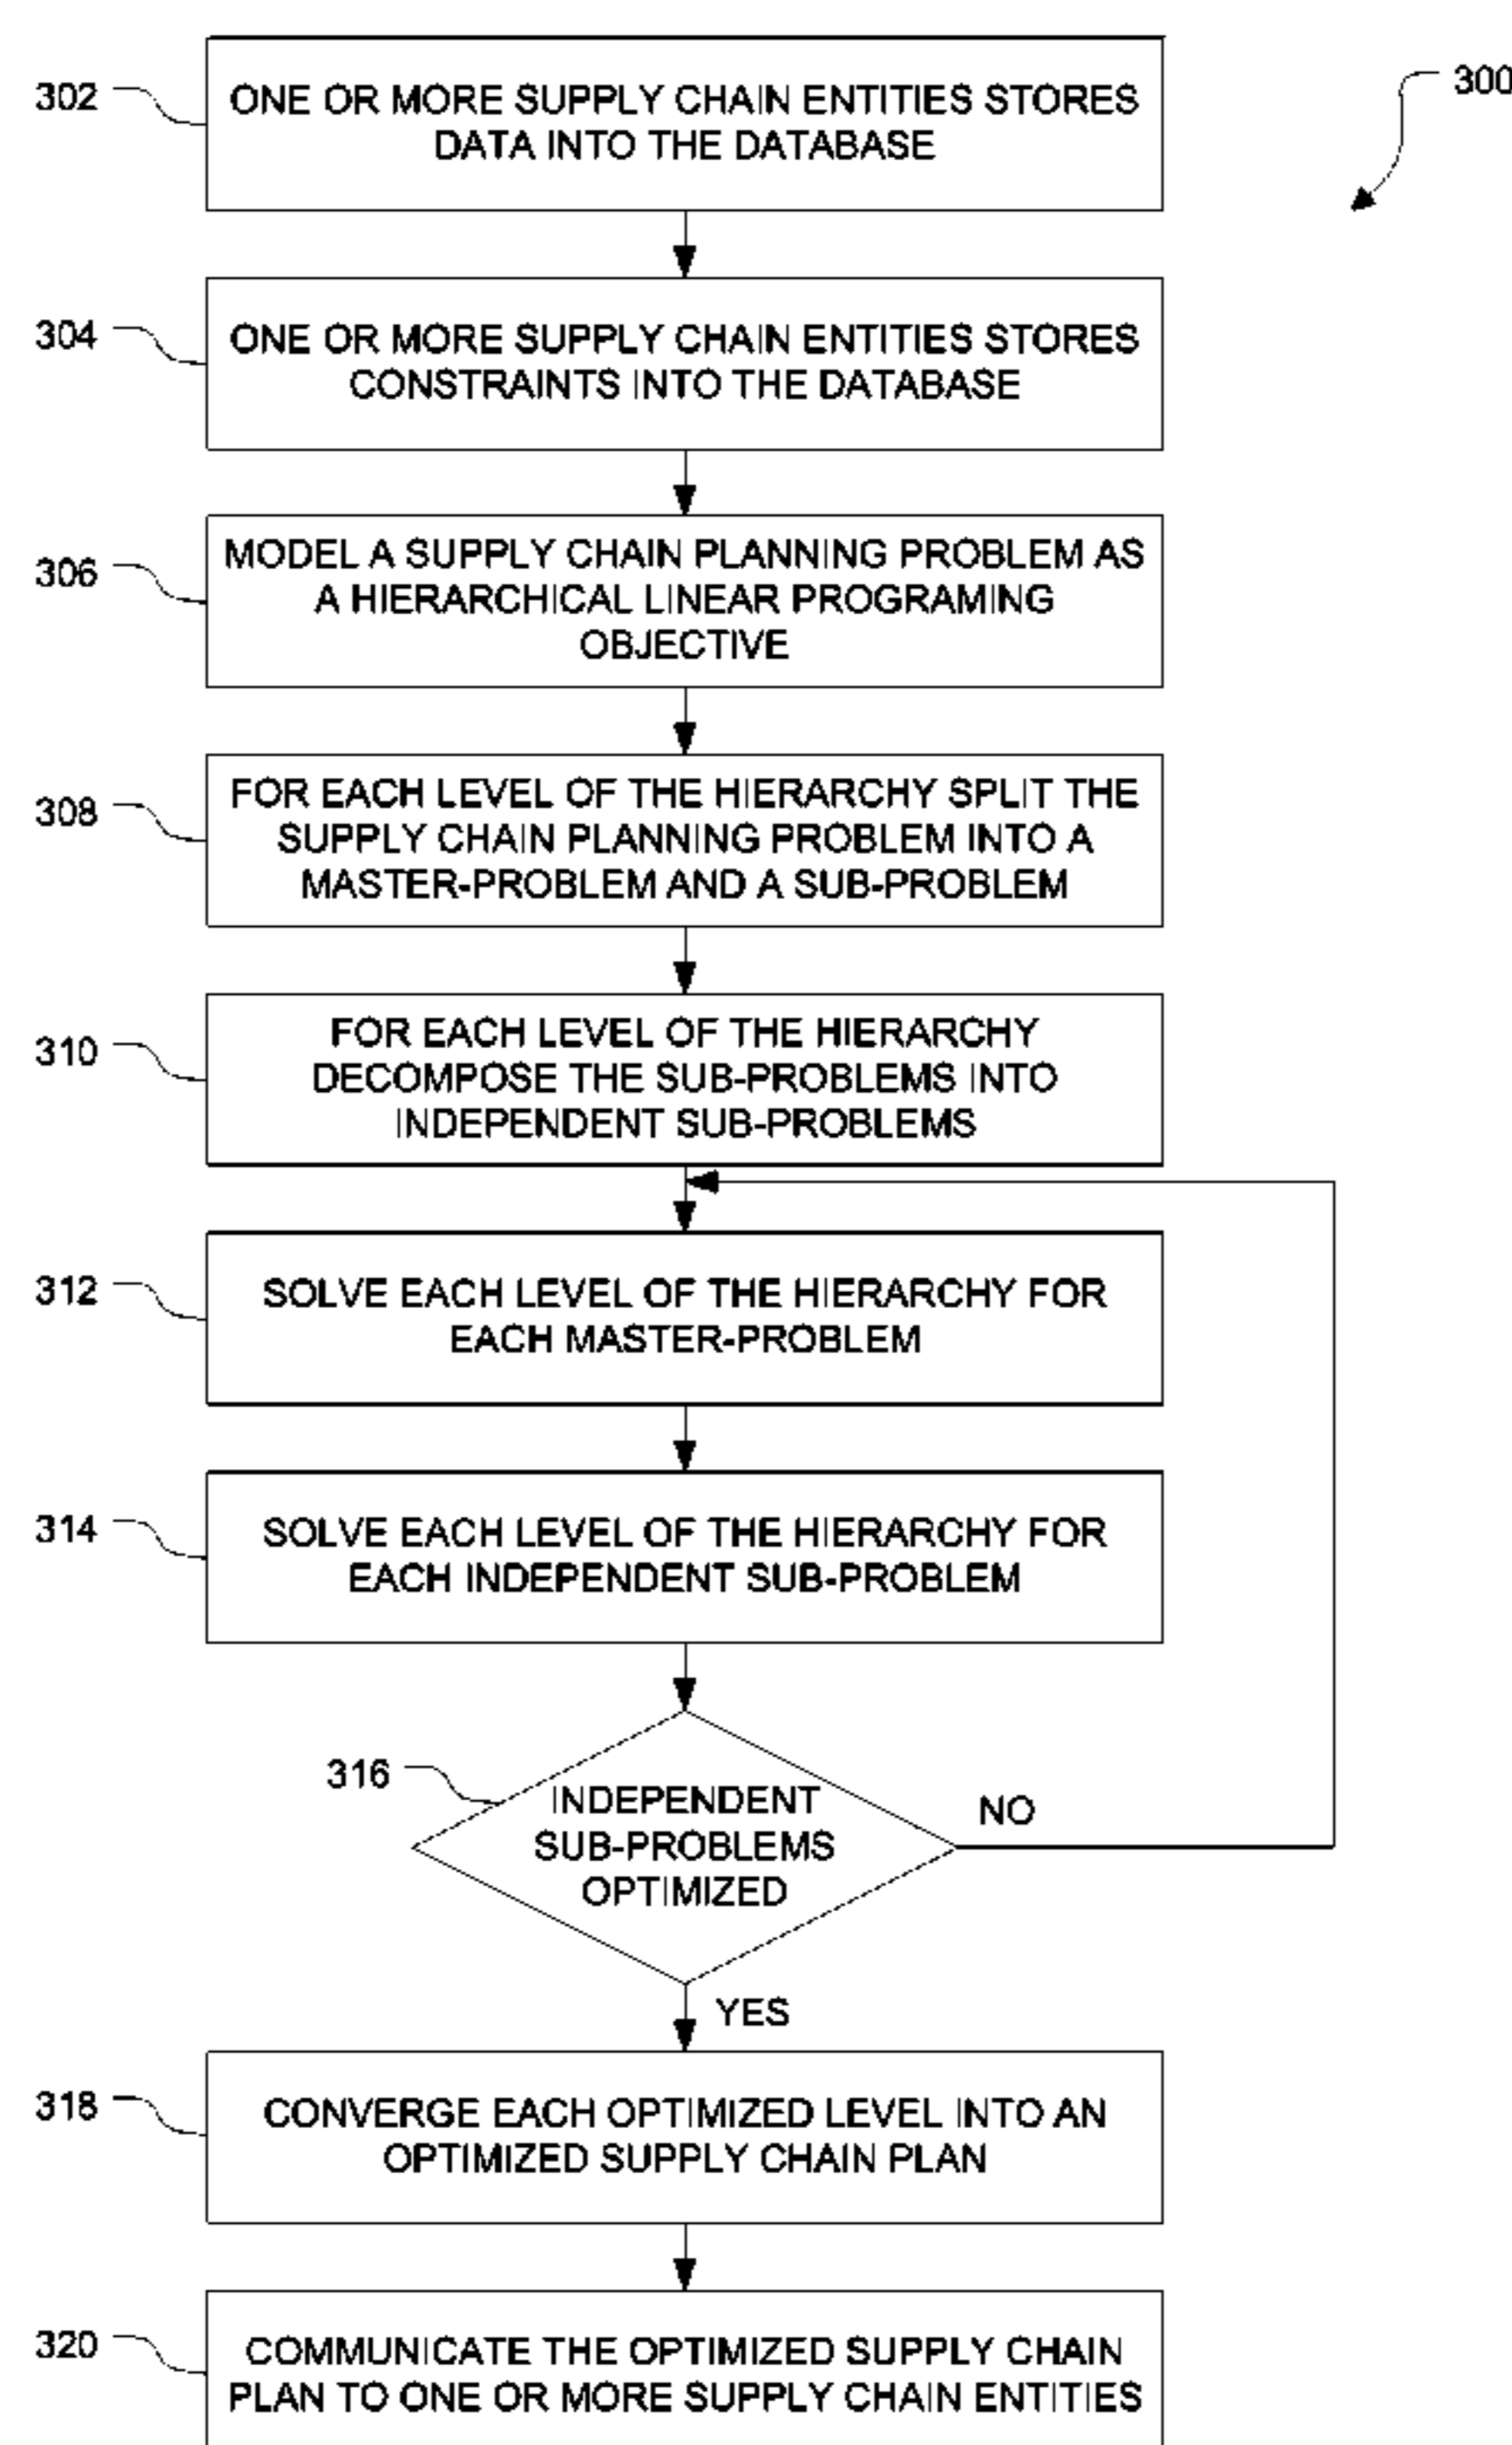 300
302
ONE OR MORE SUPPLY CHAIN ENTITIES STORES
DATA INTO THE DATABASE
304
ONE OR MORE SUPPLY CHAIN ENTITIES STORES
CONSTRAINTS INTO THE DATABASE
306
MODEL A SUPPLY CHAIN PLANNING PROBLEM AS
A HIERARCHICAL LINEAR PROGRAMING
OBJECTIVE
308
FOR EACH LEVEL OF THE HIERARCHY SPLIT THE
SUPPLY CHAIN PLANNING PROBLEM INTO A
MASTER-PROBLEM AND A SUB-PROBLEM
310
FOR EACH LEVEL OF THE HIERARCHY
DECOMPOSE THE SUB-PROBLEMS INTO
INDEPENDENT SUB-PROBLEMS
312
SOLVE EACH LEVEL OF THE HIERARCHY FOR
EACH MASTER-PROBLEM
314
SOLVE EACH LEVEL OF THE HIERARCHY FOR
EACH INDEPENDENT SUB-PROBLEM
316
INDEPENDENT
SUB-PROBLEMS
OPTIMIZED
NO
YES
318
CONVERGE EACH OPTIMIZED LEVEL INTO AN
OPTIMIZED SUPPLY CHAIN PLAN
320
COMMUNICATE THE OPTIMIZED SUPPLY CHAIN
PLAN TO ONE OR MORE SUPPLY CHAIN ENTITIES